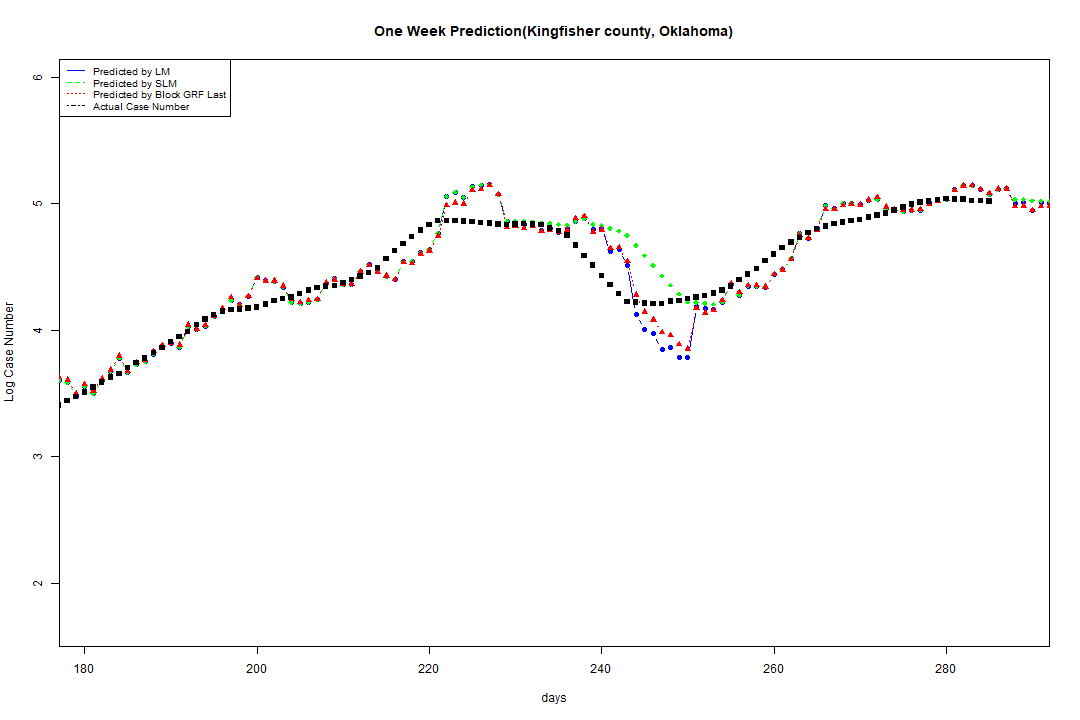 One Week Prediction(Kingfisher county, Oklahoma)
Predicted by LM
Predicted by SLM
Predicted by Block GRF Last
Actual Case Number
6
5
4
3
2
Log Case Number
180 200 220 240 260 280
days